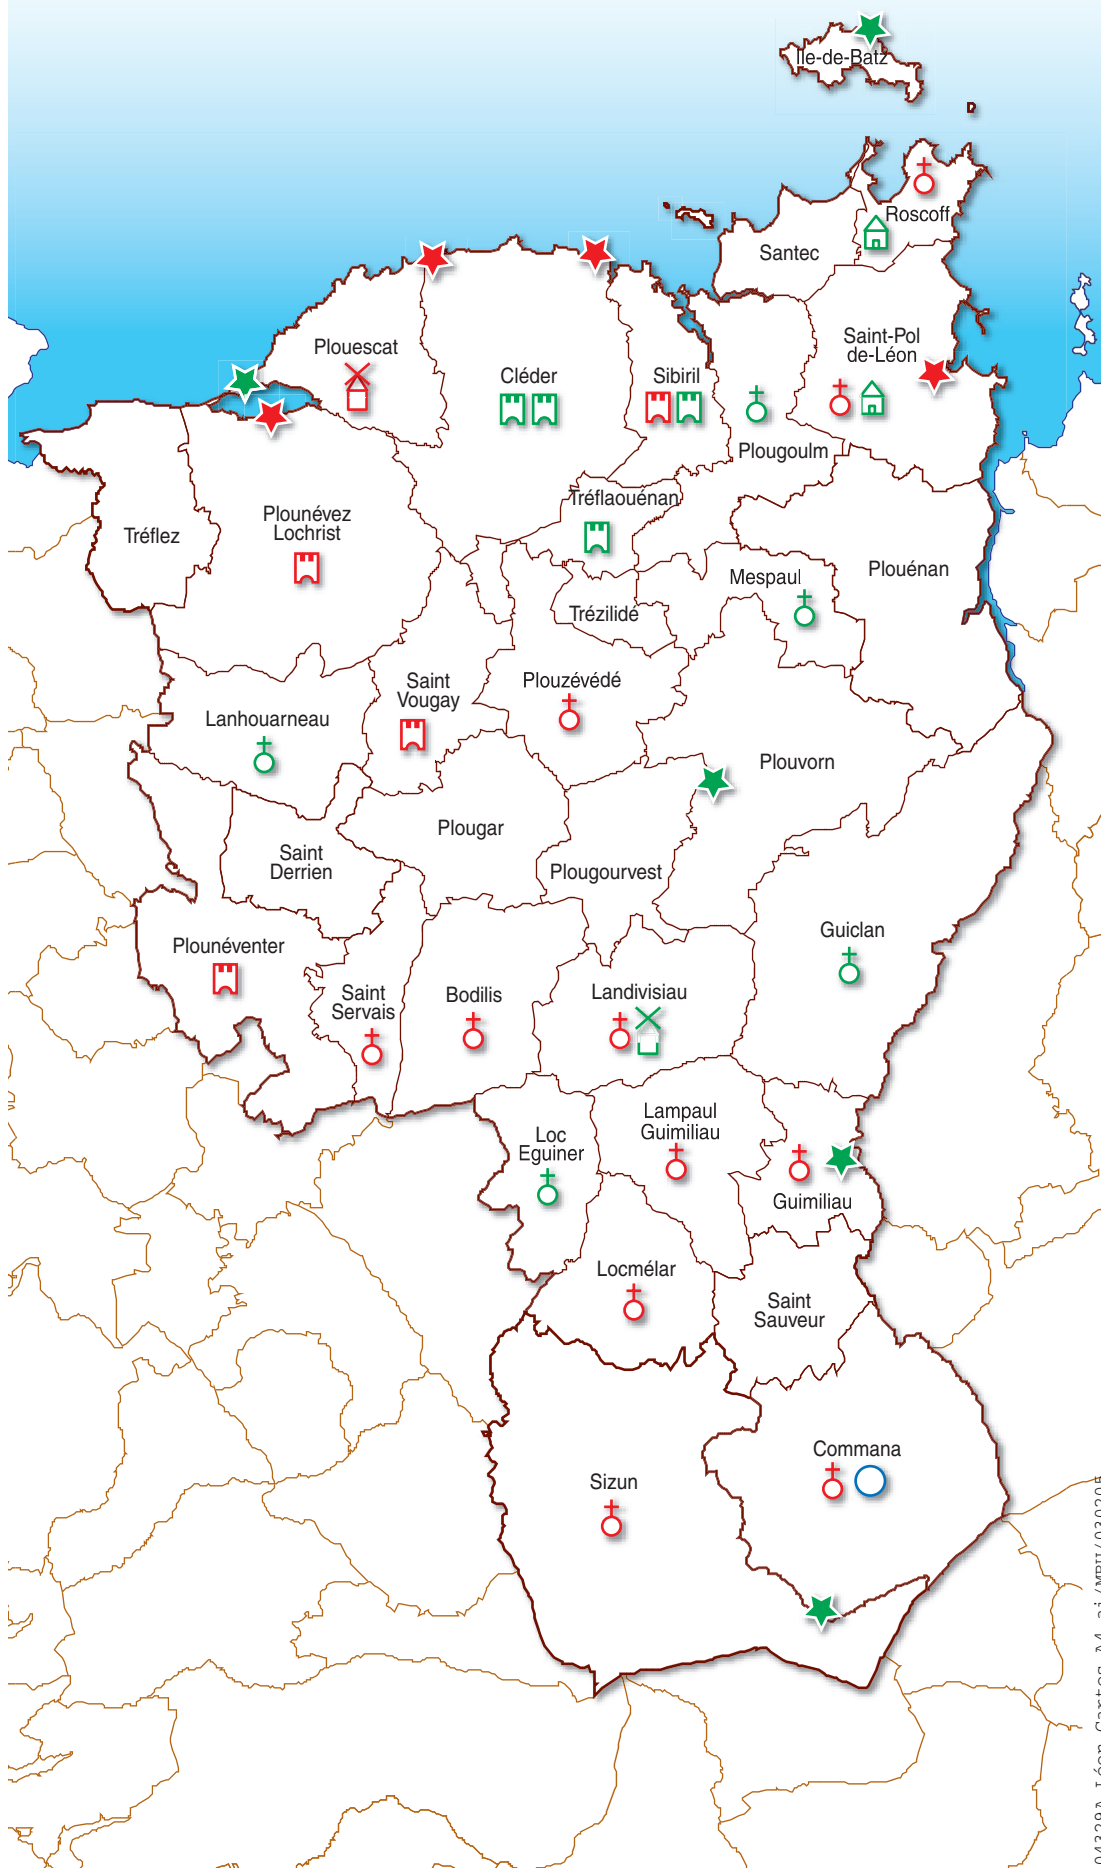 Ile-de-Batz
Roscoff
Santec
Saint-Pol
de-Léon
Plouescat
Cléder
Sibiril
Plougoulm
Tréflaouénan
Plounévez
Lochrist
Tréflez
Mespaul
Plouénan
Trézilidé
Saint
Vougay
Plouzévédé
Lanhouarneau
Plouvorn
Plougar
Saint
Derrien
Plougourvest
Guiclan
Plounéventer
Saint
Servais
Bodilis
Landivisiau
Lampaul
Guimiliau
Loc
Eguiner
Guimiliau
Locmélar
Saint
Sauveur
Commana
Sizun